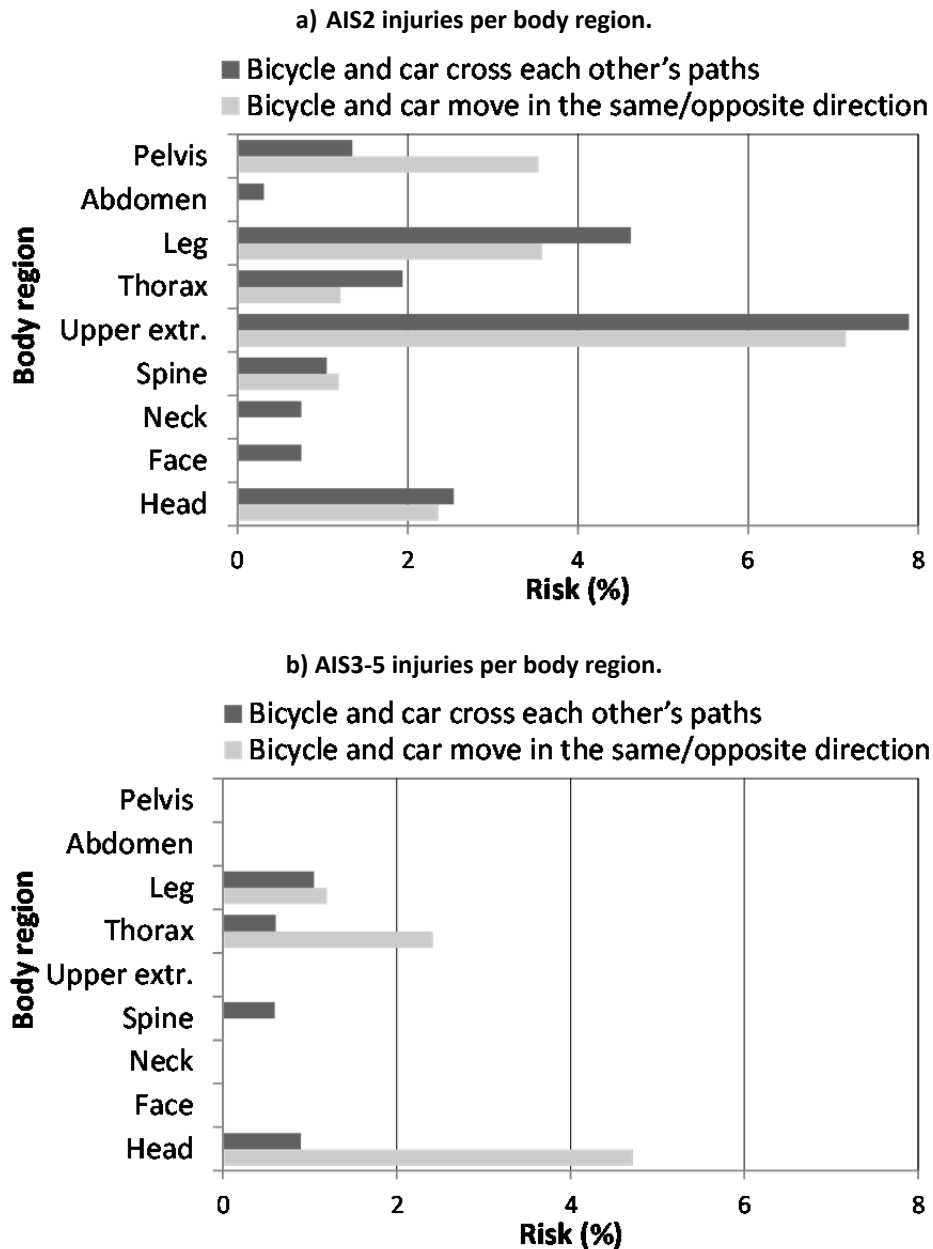 a) AIS2 injuries per body region.
Bicycle and car cross each other’s paths
Bicycle and car move in the same/opposite direction
Body region
Pelvis
Abdomen
Leg
Thorax
Upper extr.
Spine
Neck
Face
Head
0 2 4 6 8
Risk (%)
b) AIS3-5 injuries per body region.
Bicycle and car cross each other’s paths
Bicycle and car move in the same/opposite direction
Body region
Pelvis
Abdomen
Leg
Thorax
Upper extr.
Spine
Neck
Face
Head
0 2 4 6 8
Risk (%)